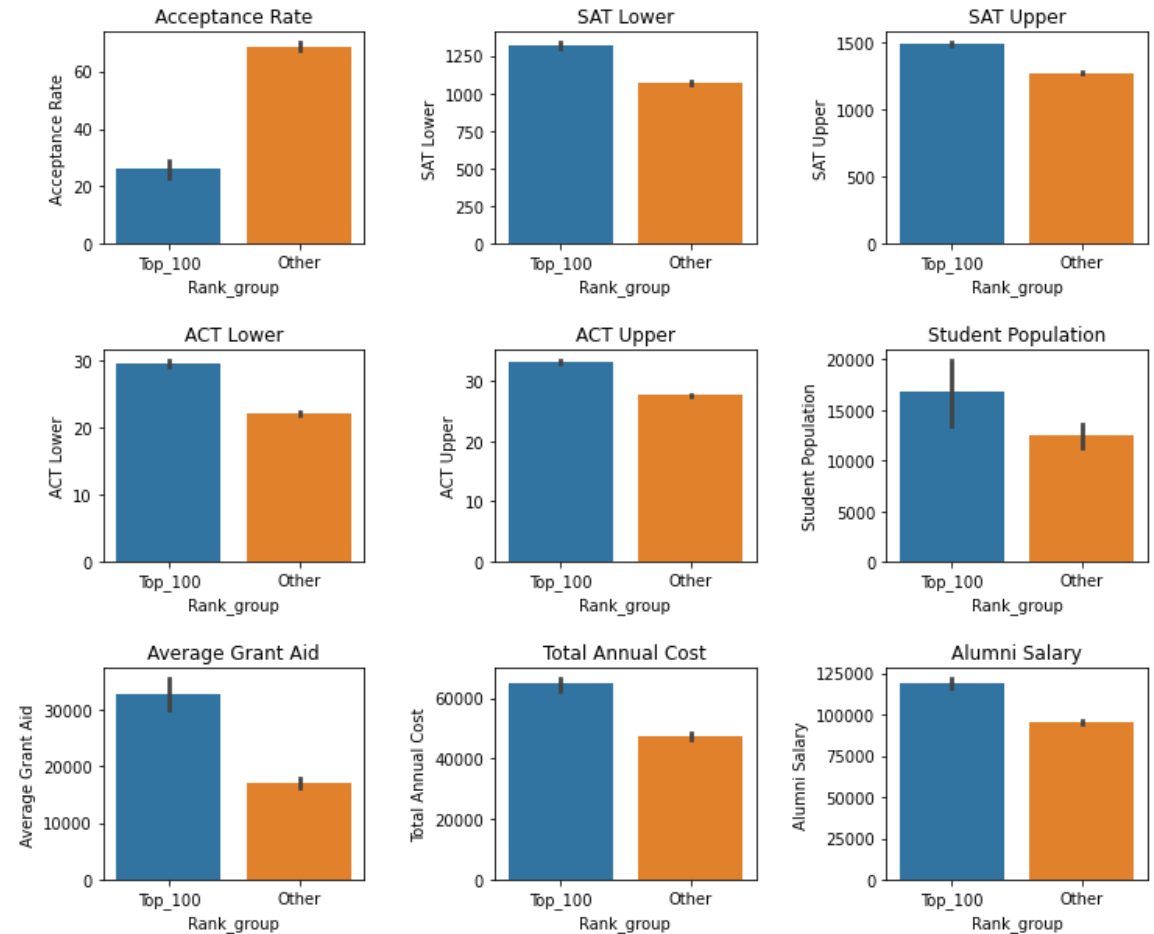 Acceptance Rate
Acceptance Rate
60
40
20
0
Top_100 Other
Rank_group
SAT Lower
SAT Lower
1250
1000
750
500
250
0
Top_100 Other
Rank_group
SAT Upper
SAT Upper
1500
1000
500
0
Top_100 Other
Rank_group
ACT Lower
ACT Lower
30
20
10
0
Top_100 Other
Rank_group
ACT Upper
ACT Upper
30
20
10
0
Top_100 Other
Rank_group
Student Population
Student Population
20000
15000
10000
5000
0
Top_100 Other
Rank_group
Average Grant Aid
Average Grant Aid
30000
20000
10000
0
Top_100 Other
Rank_group
Total Annual Cost
Total Annual Cost
60000
40000
20000
0
Top_100 Other
Rank_group
Alumni Salary
Alumni Salary
125000
100000
75000
50000
25000
0
Top_100 Other
Rank_group